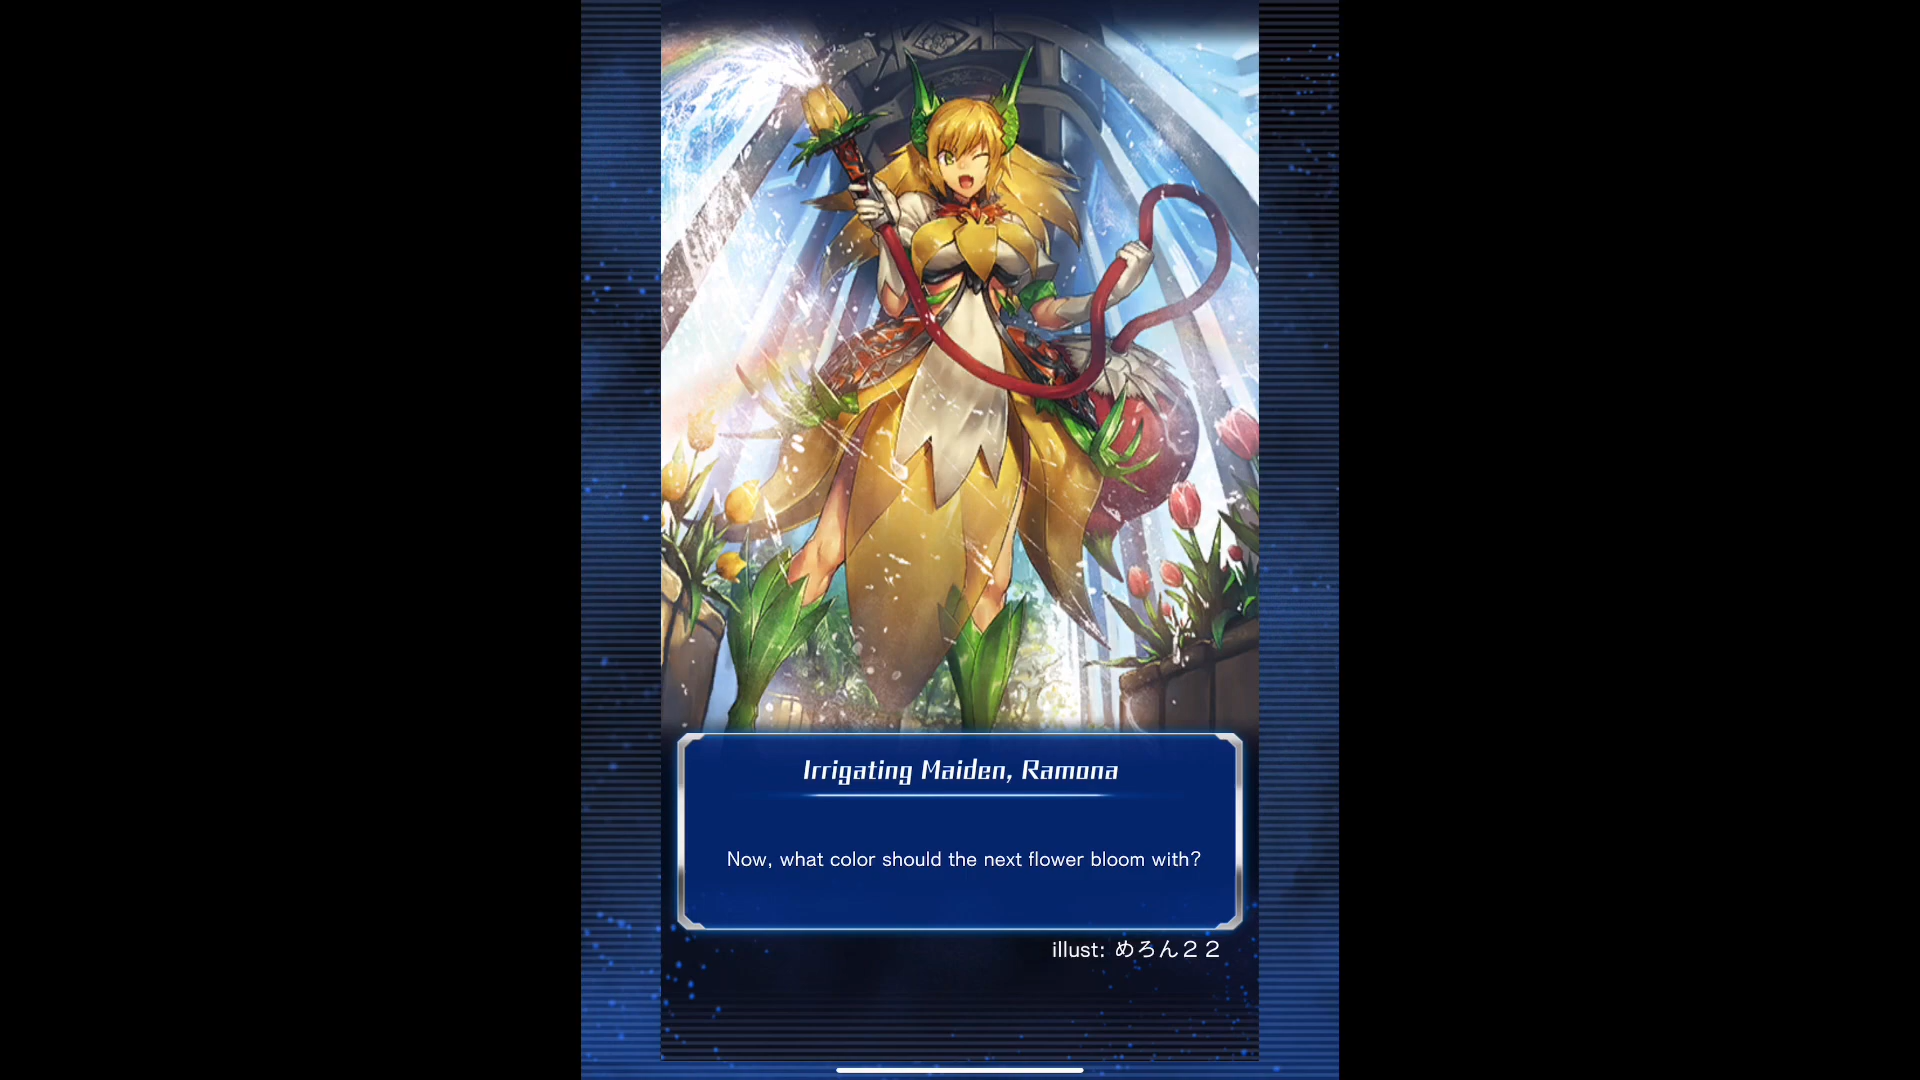 Irrigating Maiden, Ramona
Now, what color should the next flower bloom with?
illust: めろん２２